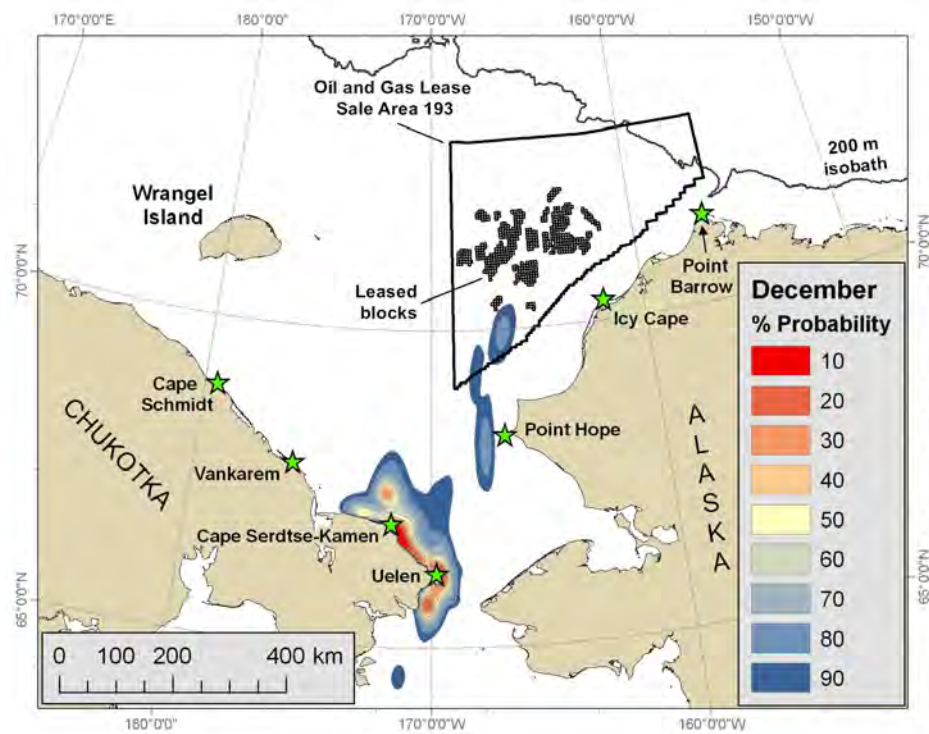 170°0'0"E
180°0'0"
170°0'0"W
160°0'0"W
150°0'0"W
Oil and Gas Lease
Sale Area 193
200 m
isobath
Wrangel
Island
70°0'0"N
70°0'0"N
Leased
blocks
Point
Barrow
Icy Cape
Cape
Schmidt
Point Hope
CHUKOTKA
ALASKA
Vankarem
Cape Serdtse-Kamen
Uelen
65°0'0"N
65°0'0"N
December
% Probability
10
20
30
40
50
60
70
80
90
0 100 200 400 km
180°0'0"
170°0'0"W
160°0'0"W